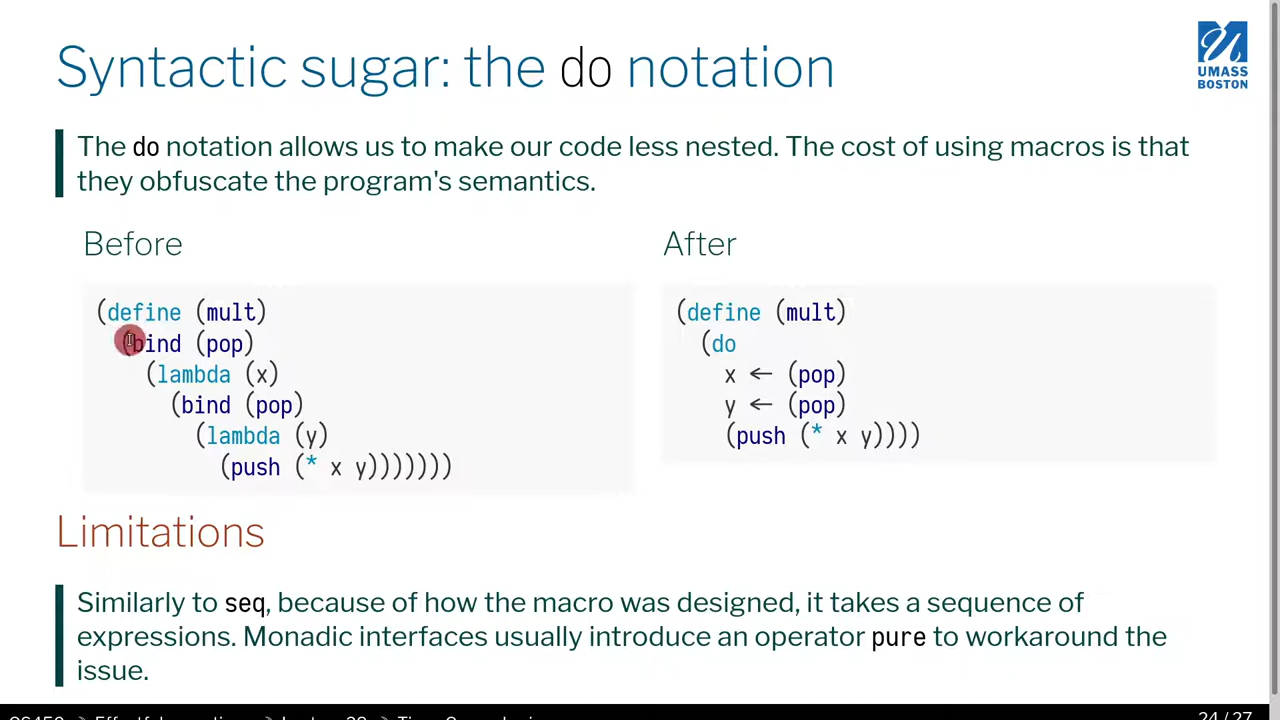 Syntactic sugar: the do notation
UMASS
BOSTON
The do notation allows us to make our code less nested. The cost of using macros is that
they obfuscate the program's semantics.
Before
(define (mult)
(bind (pop)
(lambda (x)
(bind (pop)
(lambda (y)
(push (* x y)))))))
After
(define (mult)
(do
x ← (pop)
y ← (pop)
(push (* x y))))
Limitations
Similarly to seq, because of how the macro was designed, it takes a sequence of
expressions. Monadic interfaces usually introduce an operator pure to workaround the
issue.
24 / 27